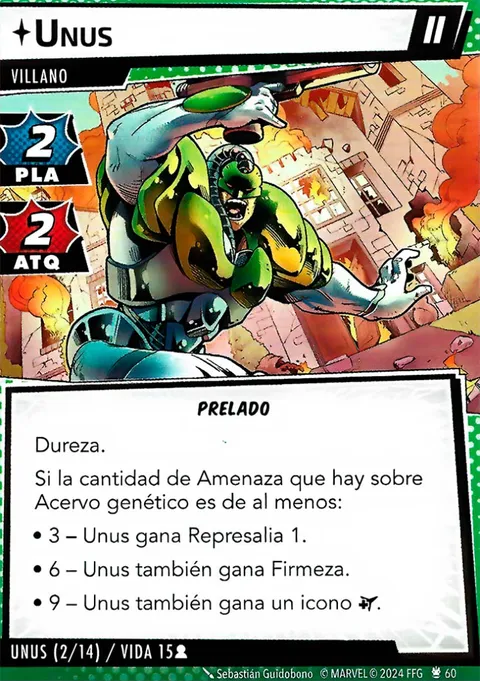 UNUS
II
VILLANO
2
PLA
2
ATQ
PRELADO
Dureza.
Si la cantidad de Amenaza que hay sobre
Acervo genético es de al menos:
• 3 – Unus gana Represalia 1.
• 6 – Unus también gana Firmeza.
• 9 – Unus también gana un icono .
UNUS (2/14) / VIDA 15
Sebastián Guidobono © MARVEL © 2024 FFG 60